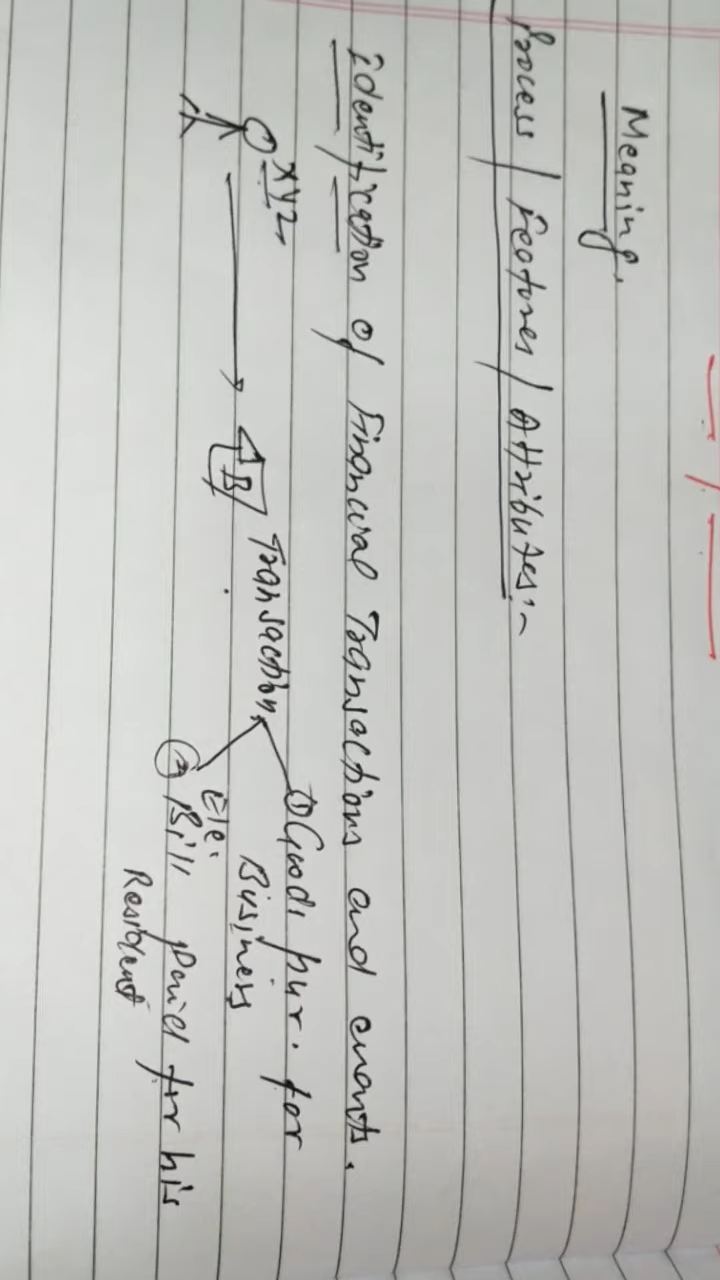 Meaning.
Process / Features / Attributes:-
Identification of Financial Transactions and events.
XYZ
B Transaction
① Goods pur. for
Business
② Ele. Bill paid for his
Resident